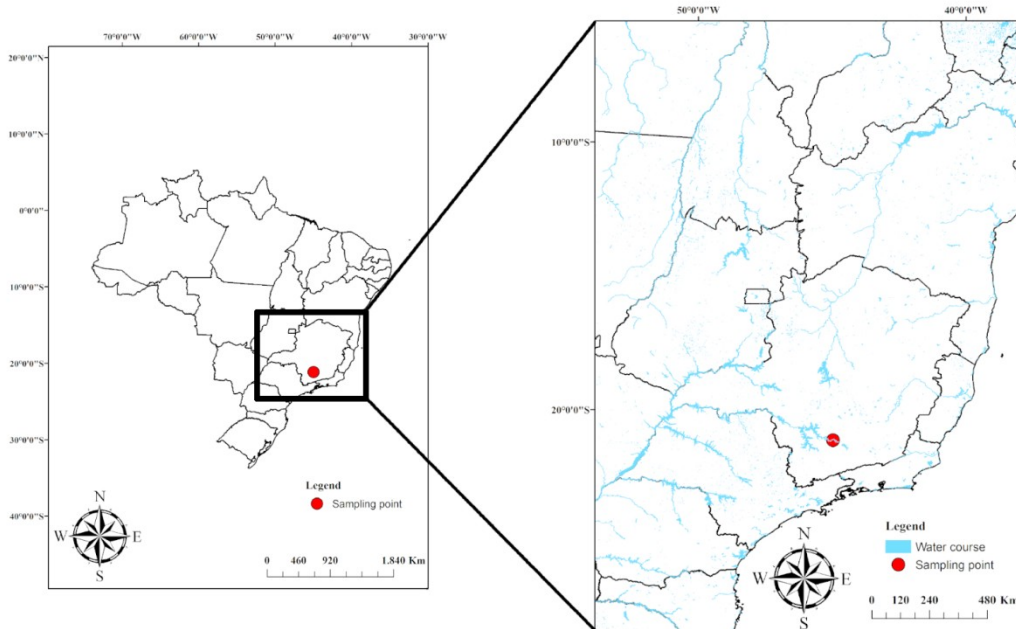 70°0'0"W 60°0'0"W 50°0'0"W 40°0'0"W 30°0'0"W
20°0'0"N
10°0'0"N
0°0'0"
10°0'0"S
20°0'0"S
30°0'0"S
40°0'0"S
Legend
Sampling point
N
W E
S
0 460 920 1.840 Km
50°0'0"W 40°0'0"W
10°0'0"S
20°0'0"S
Legend
Water course
Sampling point
N
W E
S
0 120 240 480 Km